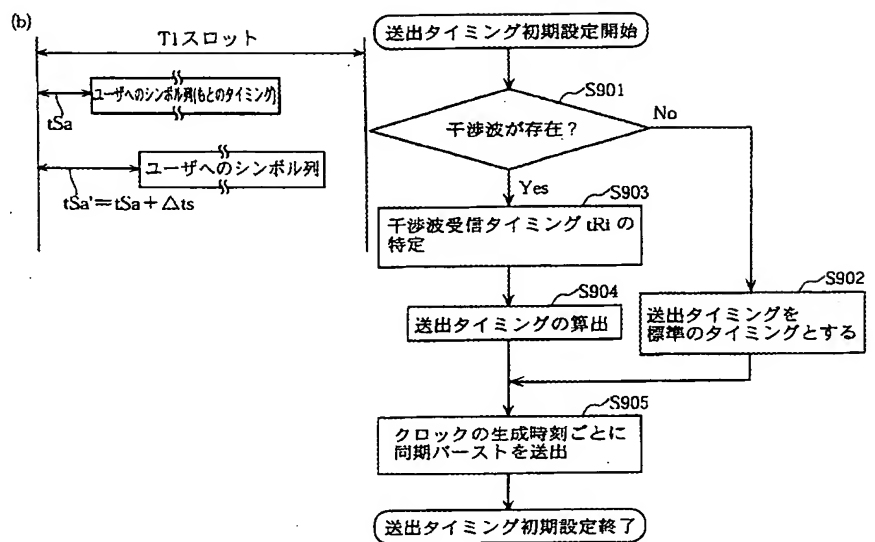 (b)
T1スロット
ユーザへのシンボル列(もとのタイミング)
tSa
ユーザへのシンボル列
tSa'=tSa+△ts
送出タイミング初期設定開始
S901
干渉波が存在?
No
Yes
S903
干渉波受信タイミング tRi の
特定
S904
送出タイミングの算出
S902
送出タイミングを
標準のタイミングとする
S905
クロックの生成時刻ごとに
同期バーストを送出
送出タイミング初期設定終了